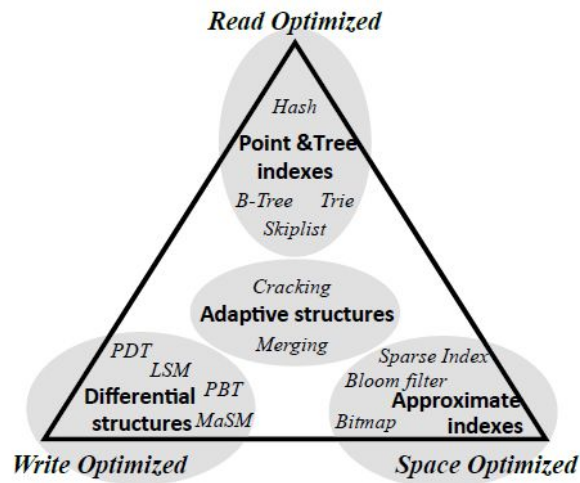 Read Optimized
Hash
Point &Tree
indexes
B-Tree Trie
Skiplist
Cracking
Adaptive structures
Merging
PDT
LSM
PBT
Differential
structures
MaSM
Sparse Index
Bloom filter
Approximate
indexes
Bitmap
Write Optimized
Space Optimized